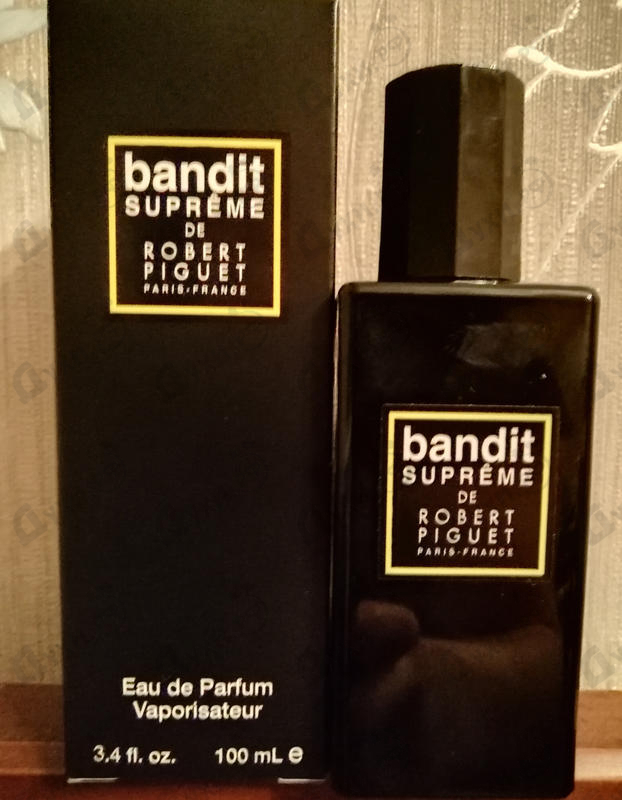 bandit
SUPRÊME
DE
ROBERT
PIGUET
PARIS-FRANCE
Eau de Parfum
Vaporisateur
3.4 fl. oz. 100 mL e
bandit
SUPRÊME
DE
ROBERT
PIGUET
PARIS-FRANCE